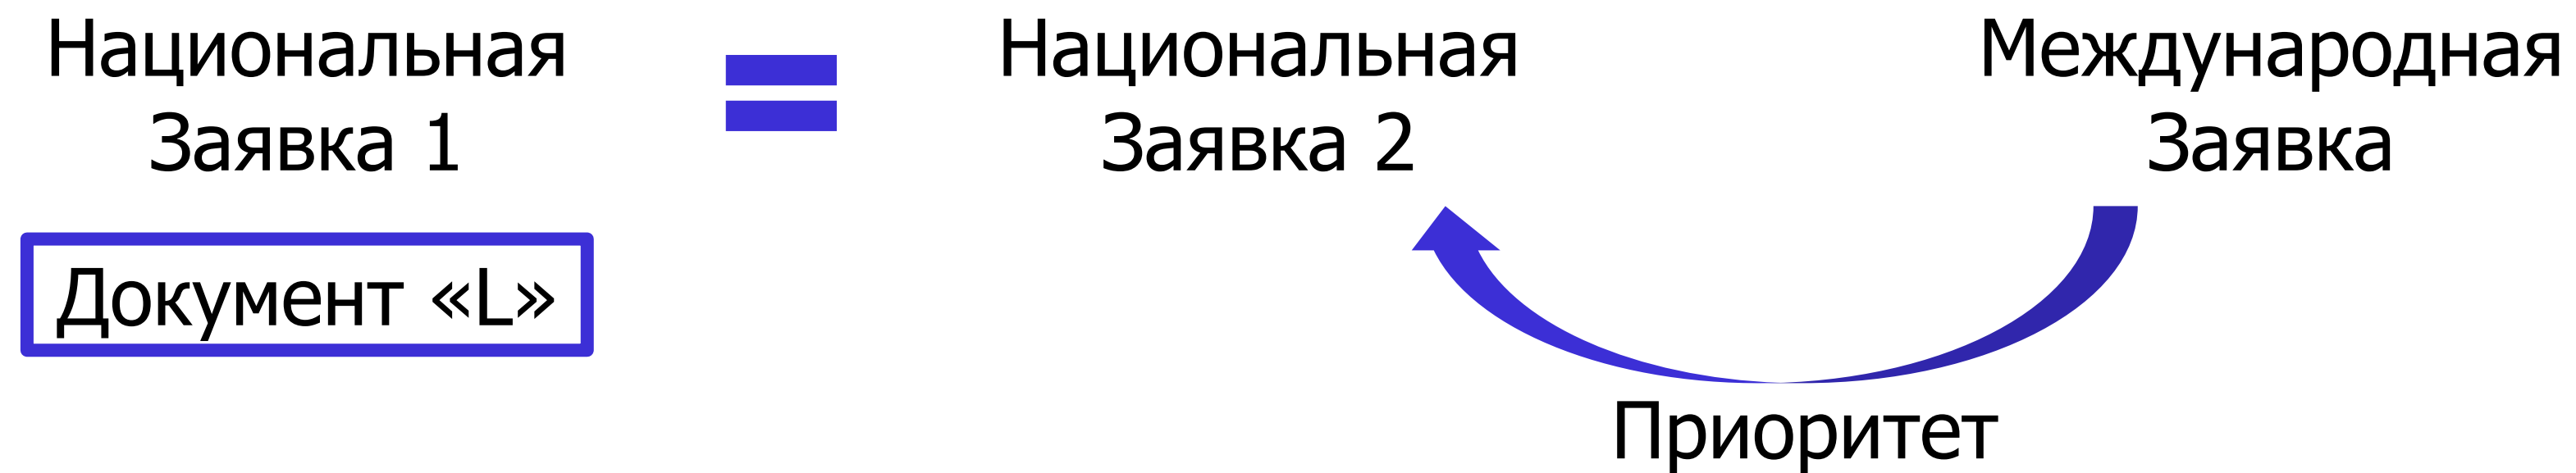 Национальная
Заявка 1
Национальная
Заявка 2
Международная
Заявка
Документ «L»
Приоритет